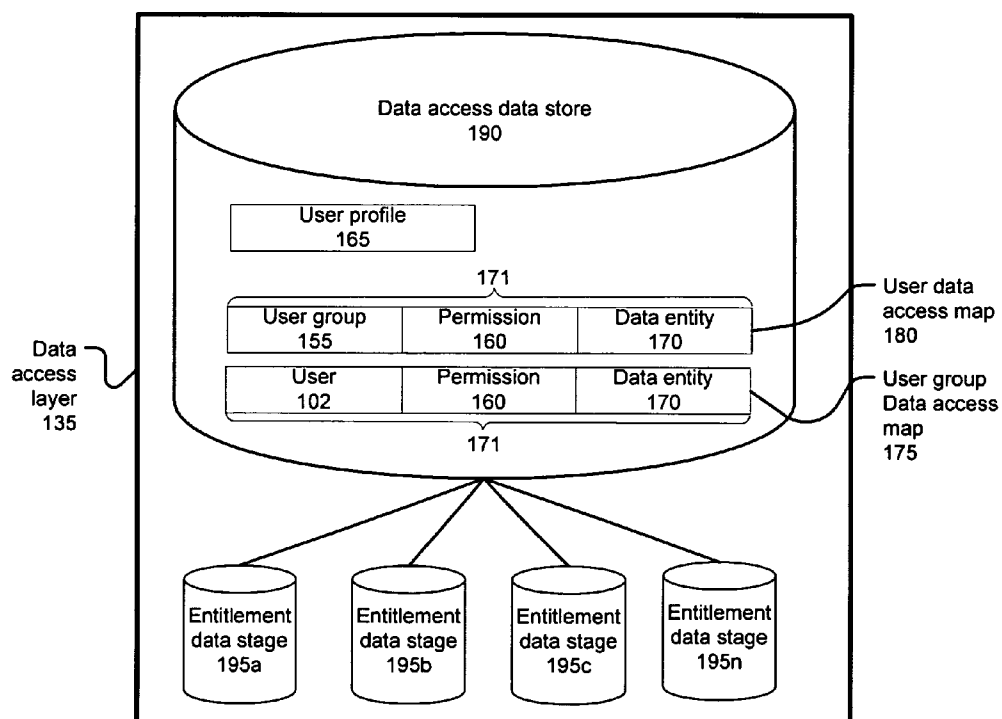 Data access data store
190
User profile
165
171
User group
155
Permission
160
Data entity
170
User
102
Permission
160
Data entity
170
171
User data
access map
180
User group
Data access
map
175
Data
access
layer
135
Entitlement
data stage
195a
Entitlement
data stage
195b
Entitlement
data stage
195c
Entitlement
data stage
195n